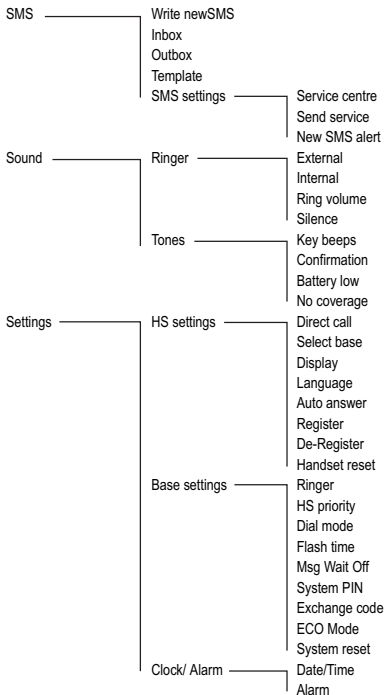 SMS Write newSMS
Inbox
Outbox
Template
SMS settings Service centre
Send service
New SMS alert
Sound Ringer External
Internal
Ring volume
Silence
Tones Key beeps
Confirmation
Battery low
No coverage
Settings HS settings Direct call
Select base
Display
Language
Auto answer
Register
De-Register
Handset reset
Base settings Ringer
HS priority
Dial mode
Flash time
Msg Wait Off
System PIN
Exchange code
ECO Mode
System reset
Clock/ Alarm Date/Time
Alarm